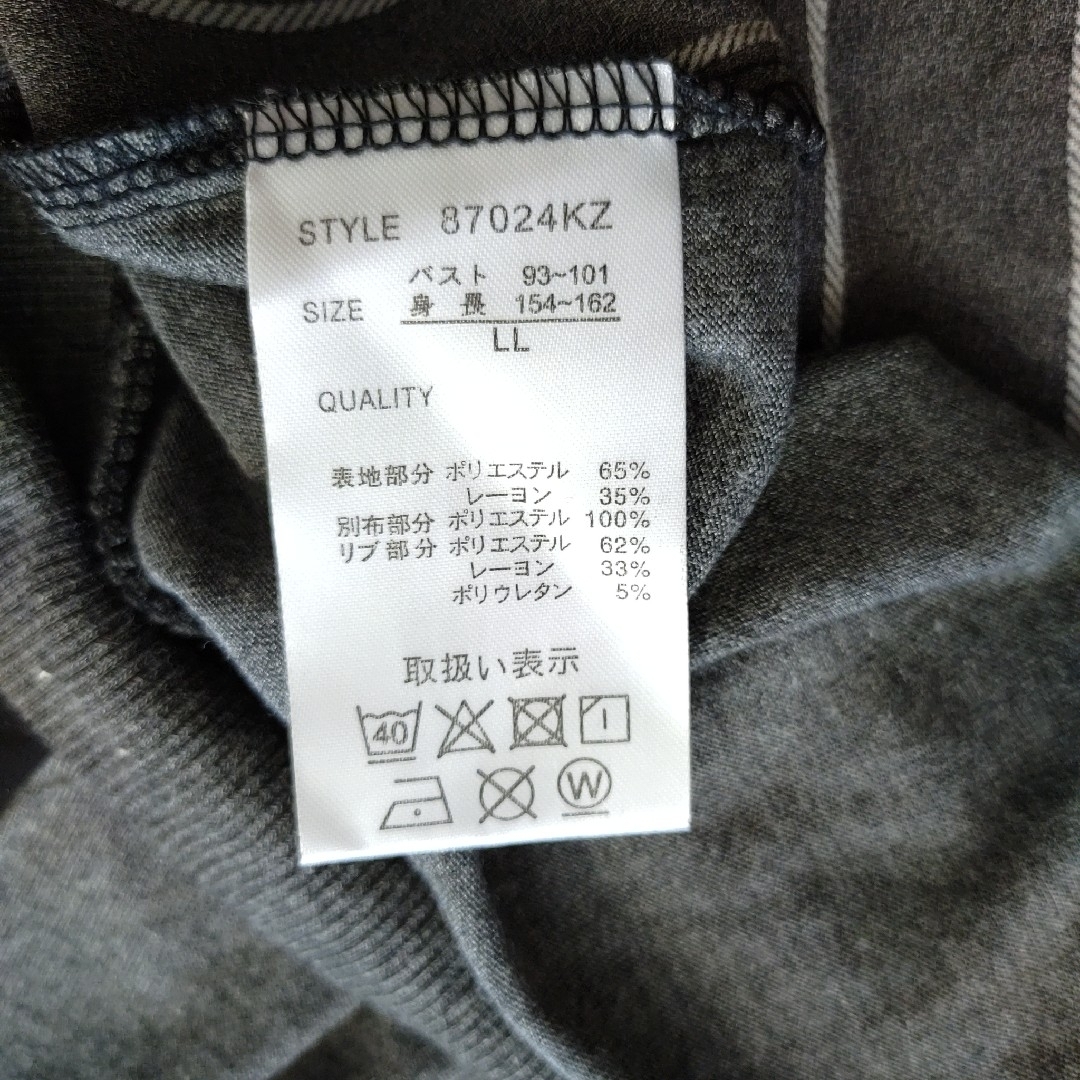 STYLE 87024KZ
バスト 93~101
SIZE 身長 154~162
LL
QUALITY
表地部分 ポリエステル 65%
レーヨン 35%
別布部分 ポリエステル 100%
リブ部分 ポリエステル 62%
レーヨン 33%
ポリウレタン 5%
取扱い表示
40
W